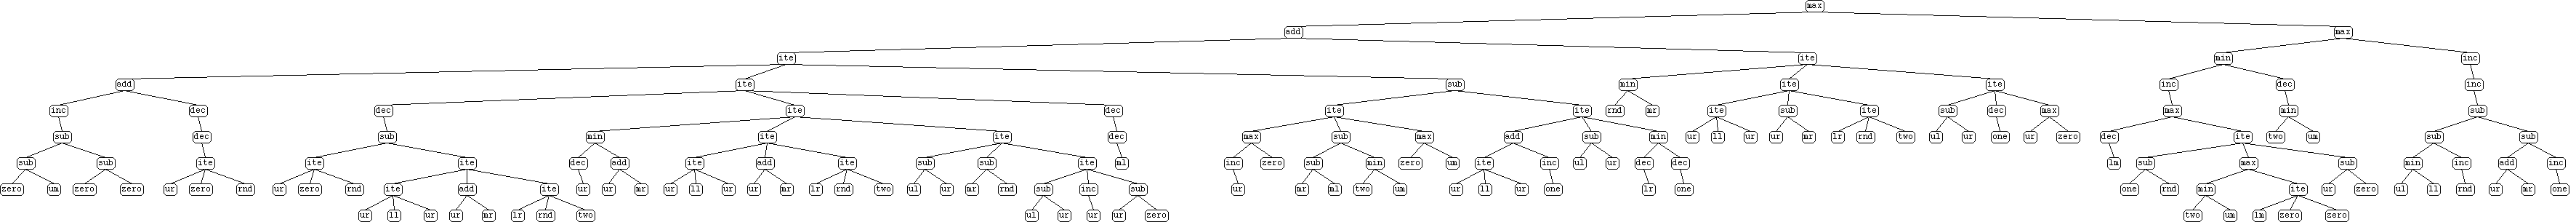 max
add max
ite ite min inc
add ite sub min ite ite inc dec inc
inc dec dec ite dec ite ite rnd mr ite sub ite sub dec max max min sub
sub dec sub min ite ite dec max sub max add sub min ur ll ur ur mr lr rnd two ul ur one ur zero dec ite two um sub sub
sub sub ite ite ite dec add ite add ite sub sub ite ml inc zero sub min zero um ite inc ul ur dec dec lm sub max sub min inc add inc
zero um zero zero ur zero rnd ur zero rnd ite add ite ur ur mr ur ll ur ur mr lr rnd two ul ur mr rnd sub inc sub ur mr ml two um ur ll ur one lr one one rnd min ite ur zero ul ll rnd ur mr one
ur ll ur ur mr lr rnd two ul ur ur ur zero two um lm zero zero